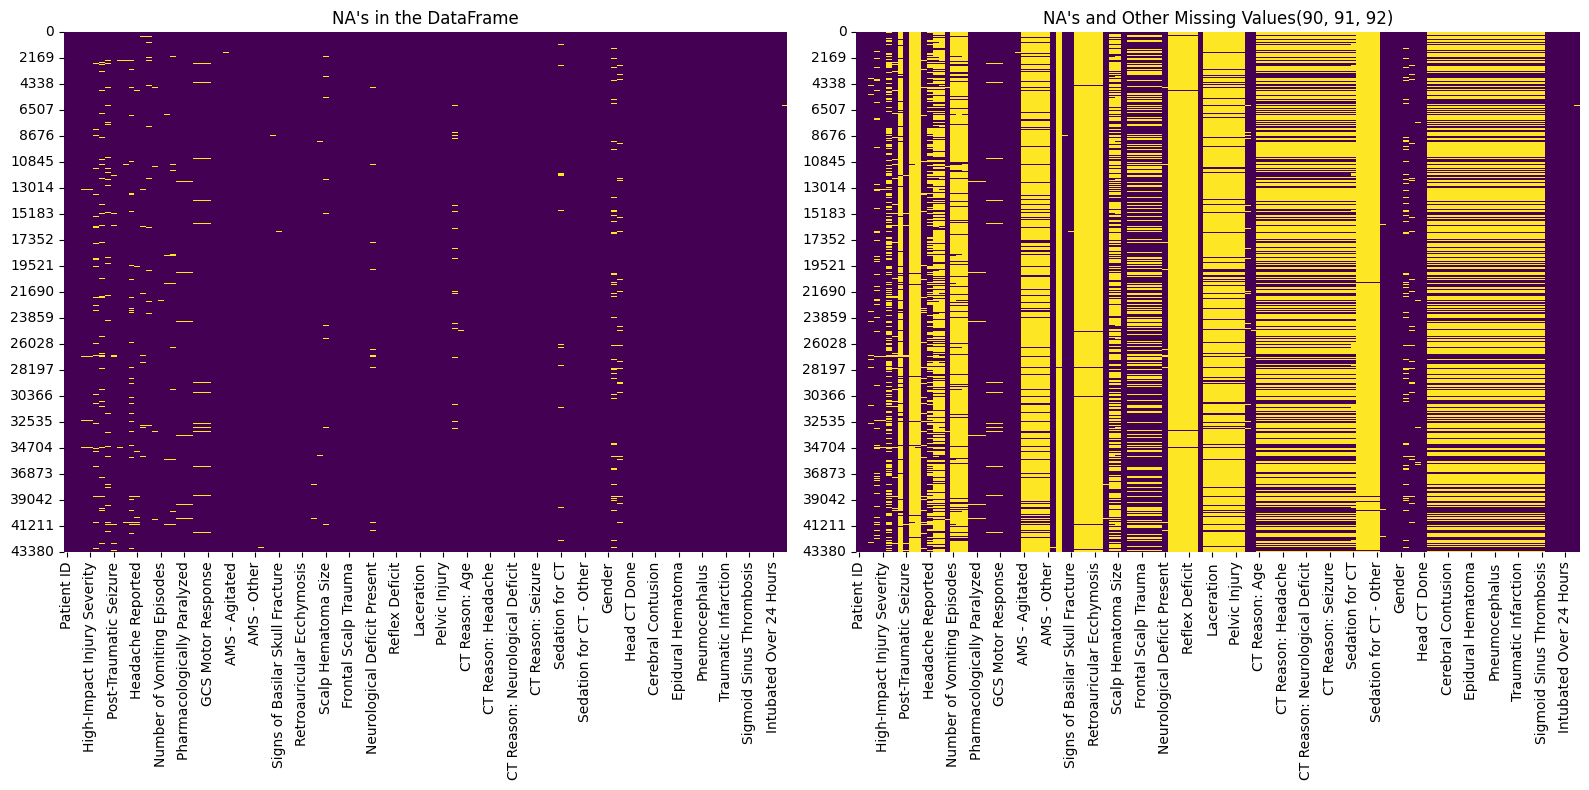 NA's in the DataFrame
0
2169
4338
6507
8676
10845
13014
15183
17352
19521
21690
23859
26028
28197
30366
32535
34704
36873
39042
41211
43380
Patient ID
High-Impact Injury Severity
Post-Traumatic Seizure
Headache Reported
Number of Vomiting Episodes
Pharmacologically Paralyzed
GCS Motor Response
AMS - Agitated
AMS - Other
Signs of Basilar Skull Fracture
Retroauricular Ecchymosis
Scalp Hematoma Size
Frontal Scalp Trauma
Neurological Deficit Present
Reflex Deficit
Laceration
Pelvic Injury
CT Reason: Age
CT Reason: Headache
CT Reason: Neurological Deficit
CT Reason: Seizure
Sedation for CT
Sedation for CT - Other
Gender
Head CT Done
Cerebral Contusion
Epidural Hematoma
Pneumocephalus
Traumatic Infarction
Sigmoid Sinus Thrombosis
Intubated Over 24 Hours
NA's and Other Missing Values(90, 91, 92)
0
2169
4338
6507
8676
10845
13014
15183
17352
19521
21690
23859
26028
28197
30366
32535
34704
36873
39042
41211
43380
Patient ID
High-Impact Injury Severity
Post-Traumatic Seizure
Headache Reported
Number of Vomiting Episodes
Pharmacologically Paralyzed
GCS Motor Response
AMS - Agitated
AMS - Other
Signs of Basilar Skull Fracture
Retroauricular Ecchymosis
Scalp Hematoma Size
Frontal Scalp Trauma
Neurological Deficit Present
Reflex Deficit
Laceration
Pelvic Injury
CT Reason: Age
CT Reason: Headache
CT Reason: Neurological Deficit
CT Reason: Seizure
Sedation for CT
Sedation for CT - Other
Gender
Head CT Done
Cerebral Contusion
Epidural Hematoma
Pneumocephalus
Traumatic Infarction
Sigmoid Sinus Thrombosis
Intubated Over 24 Hours